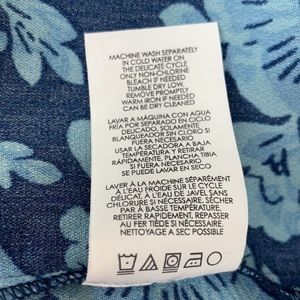 MACHINE WASH SEPARATELY
IN COLD WATER ON
THE DELICATE CYCLE
ONLY NON-CHLORINE
BLEACH IF NEEDED
TUMBLE DRY LOW,
REMOVE PROMPTLY
WARM IRON IF NEEDED
CAN BE DRY CLEANED
LAVAR A MÁQUINA CON AGUA
FRÍA POR SEPARADO EN CICLO
DELICADO, SOLAMENTE
BLANQUEADOR SIN CLORO SI
FUERA NECESARIO
USAR LA SECADORA A BAJA
TEMPERATURA Y RETIRAR
RÁPIDAMENTE, PLANCHA TIBIA
SI FUERA NECESARIO
SE PUEDE LAVAR EN SECO
LAVER À LA MACHINE SÉPARÉMENT
À L'EAU FROIDE SUR LE CYCLE
DÉLICAT, À L'EAU DE JAVEL SANS
CHLORURE SI NÉCESSAIRE, SÉCHER
PAR À BASSE TEMPÉRATURE,
RETIRER RAPIDEMENT, REPASSER
AU FER TIÈDE SI NÉCESSAIRE,
NETTOYAGE A SEC POSSIBLE